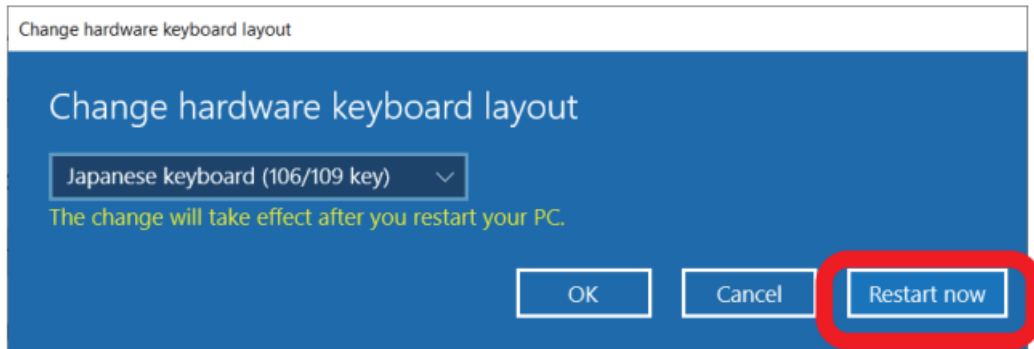 Change hardware keyboard layout
Change hardware keyboard layout
Japanese keyboard (106/109 key)
The change will take effect after you restart your PC.
OK Cancel Restart now